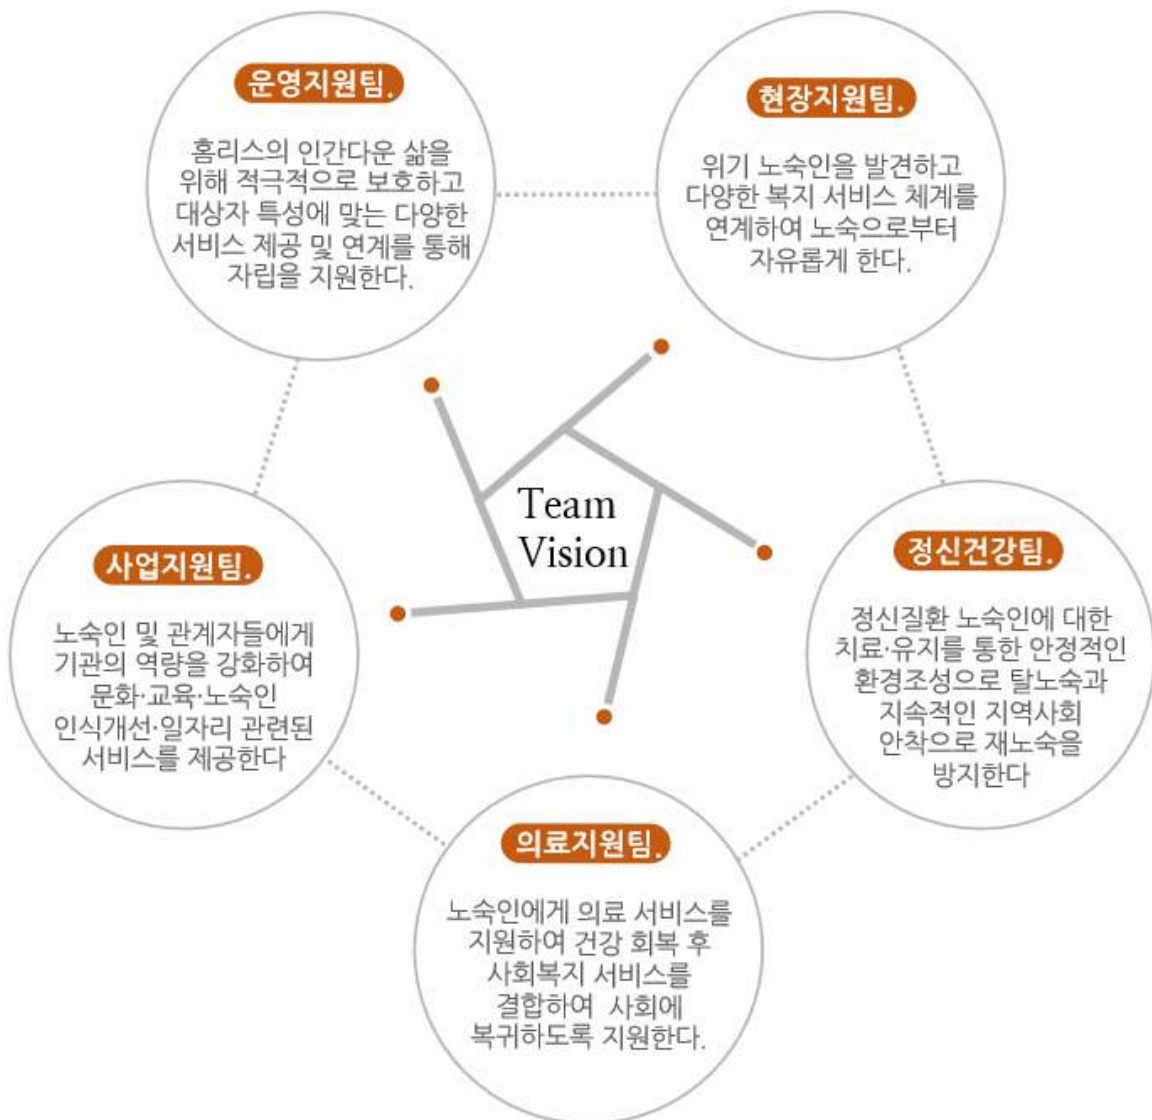 운영지원팀.
홈리스의 인간다운 삶을
위해 적극적으로 보호하고
대상자 특성에 맞는 다양한
서비스 제공 및 연계를 통해
자립을 지원한다.
현장지원팀.
위기 노숙인을 발견하고
다양한 복지 서비스 체계를
연계하여 노숙으로부터
자유롭게 한다.
Team
Vision
사업지원팀.
노숙인 및 관계자들에게
기관의 역량을 강화하여
문화·교육·노숙인
인식개선·일자리 관련된
서비스를 제공한다
정신건강팀.
정신질환 노숙인에 대한
치료·유지를 통한 안정적인
환경조성으로 탈노숙과
지속적인 지역사회
안착으로 재노숙을
방지한다
의료지원팀.
노숙인에게 의료 서비스를
지원하여 건강 회복 후
사회복지 서비스를
결합하여 사회에
복귀하도록 지원한다.